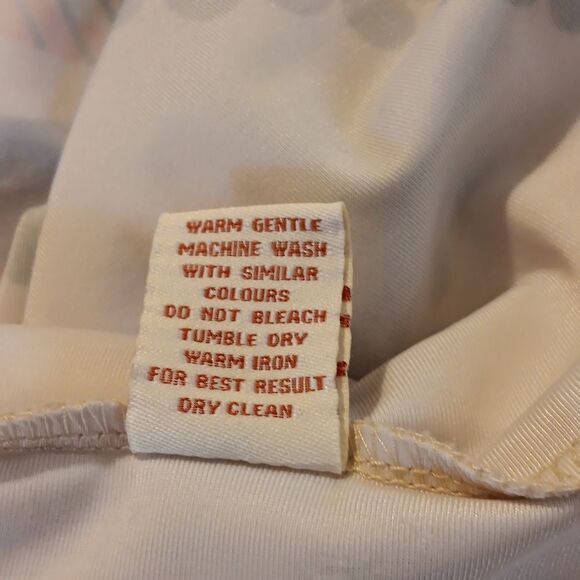 WARM GENTLE
MACHINE WASH
WITH SIMILAR
COLOURS
DO NOT BLEACH
TUMBLE DRY
WARM IRON
FOR BEST RESULT
DRY CLEAN